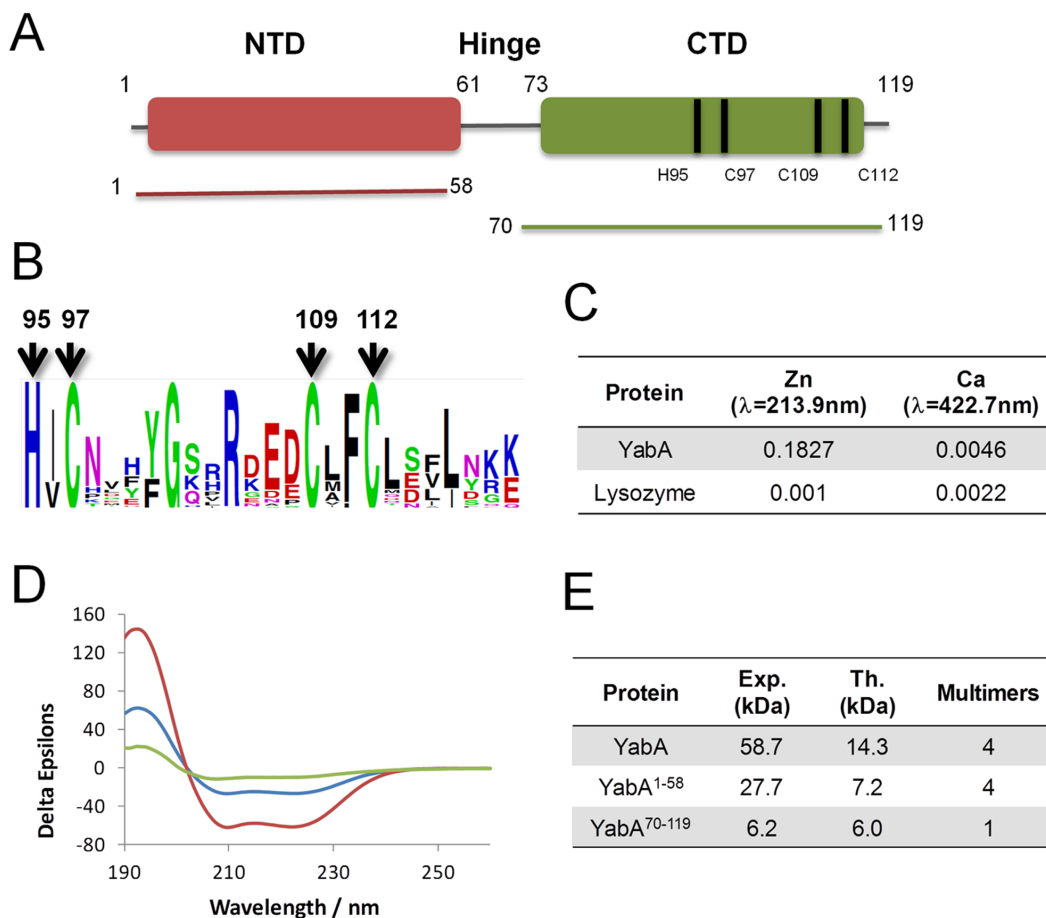 A
NTD Hinge CTD
1 61 73 119
H95 C97 C109 C112
1 58
70 119
B
95 97 109 112
C
Protein Zn (λ=213.9nm) Ca (λ=422.7nm)
YabA 0.1827 0.0046
Lysozyme 0.001 0.0022
D
160
120
80
40
0
-40
-80
190 210 230 250
Delta Epsilons
Wavelength / nm
E
Protein Exp. (kDa) Th. (kDa) Multimers
YabA 58.7 14.3 4
YabA1-58 27.7 7.2 4
YabA70-119 6.2 6.0 1